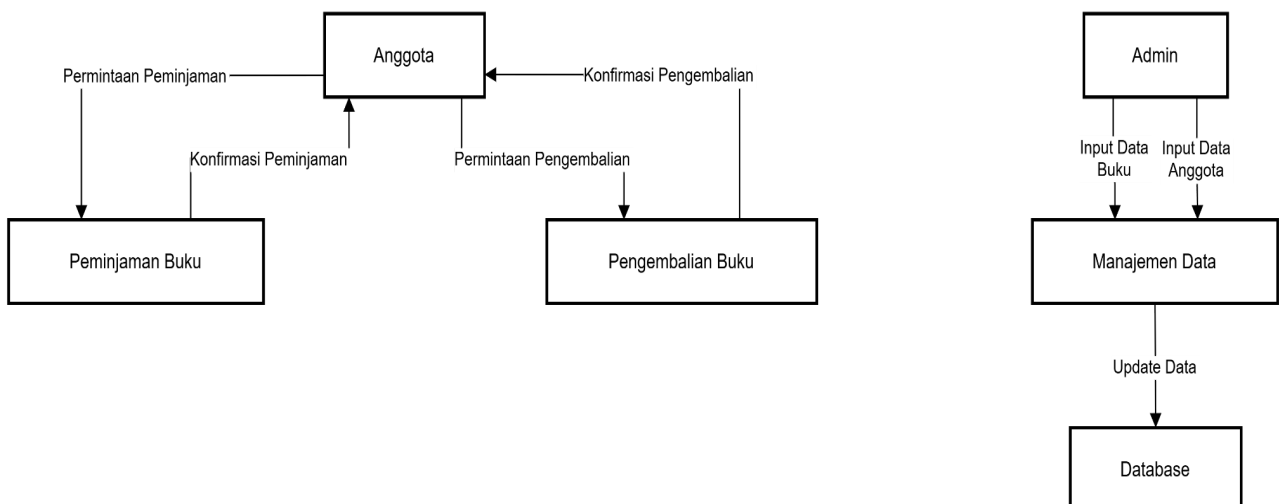 Anggota
Admin
Permintaan Peminjaman
Konfirmasi Pengembalian
Konfirmasi Peminjaman
Permintaan Pengembalian
Input Data
Buku
Input Data
Anggota
Peminjaman Buku
Pengembalian Buku
Manajemen Data
Update Data
Database